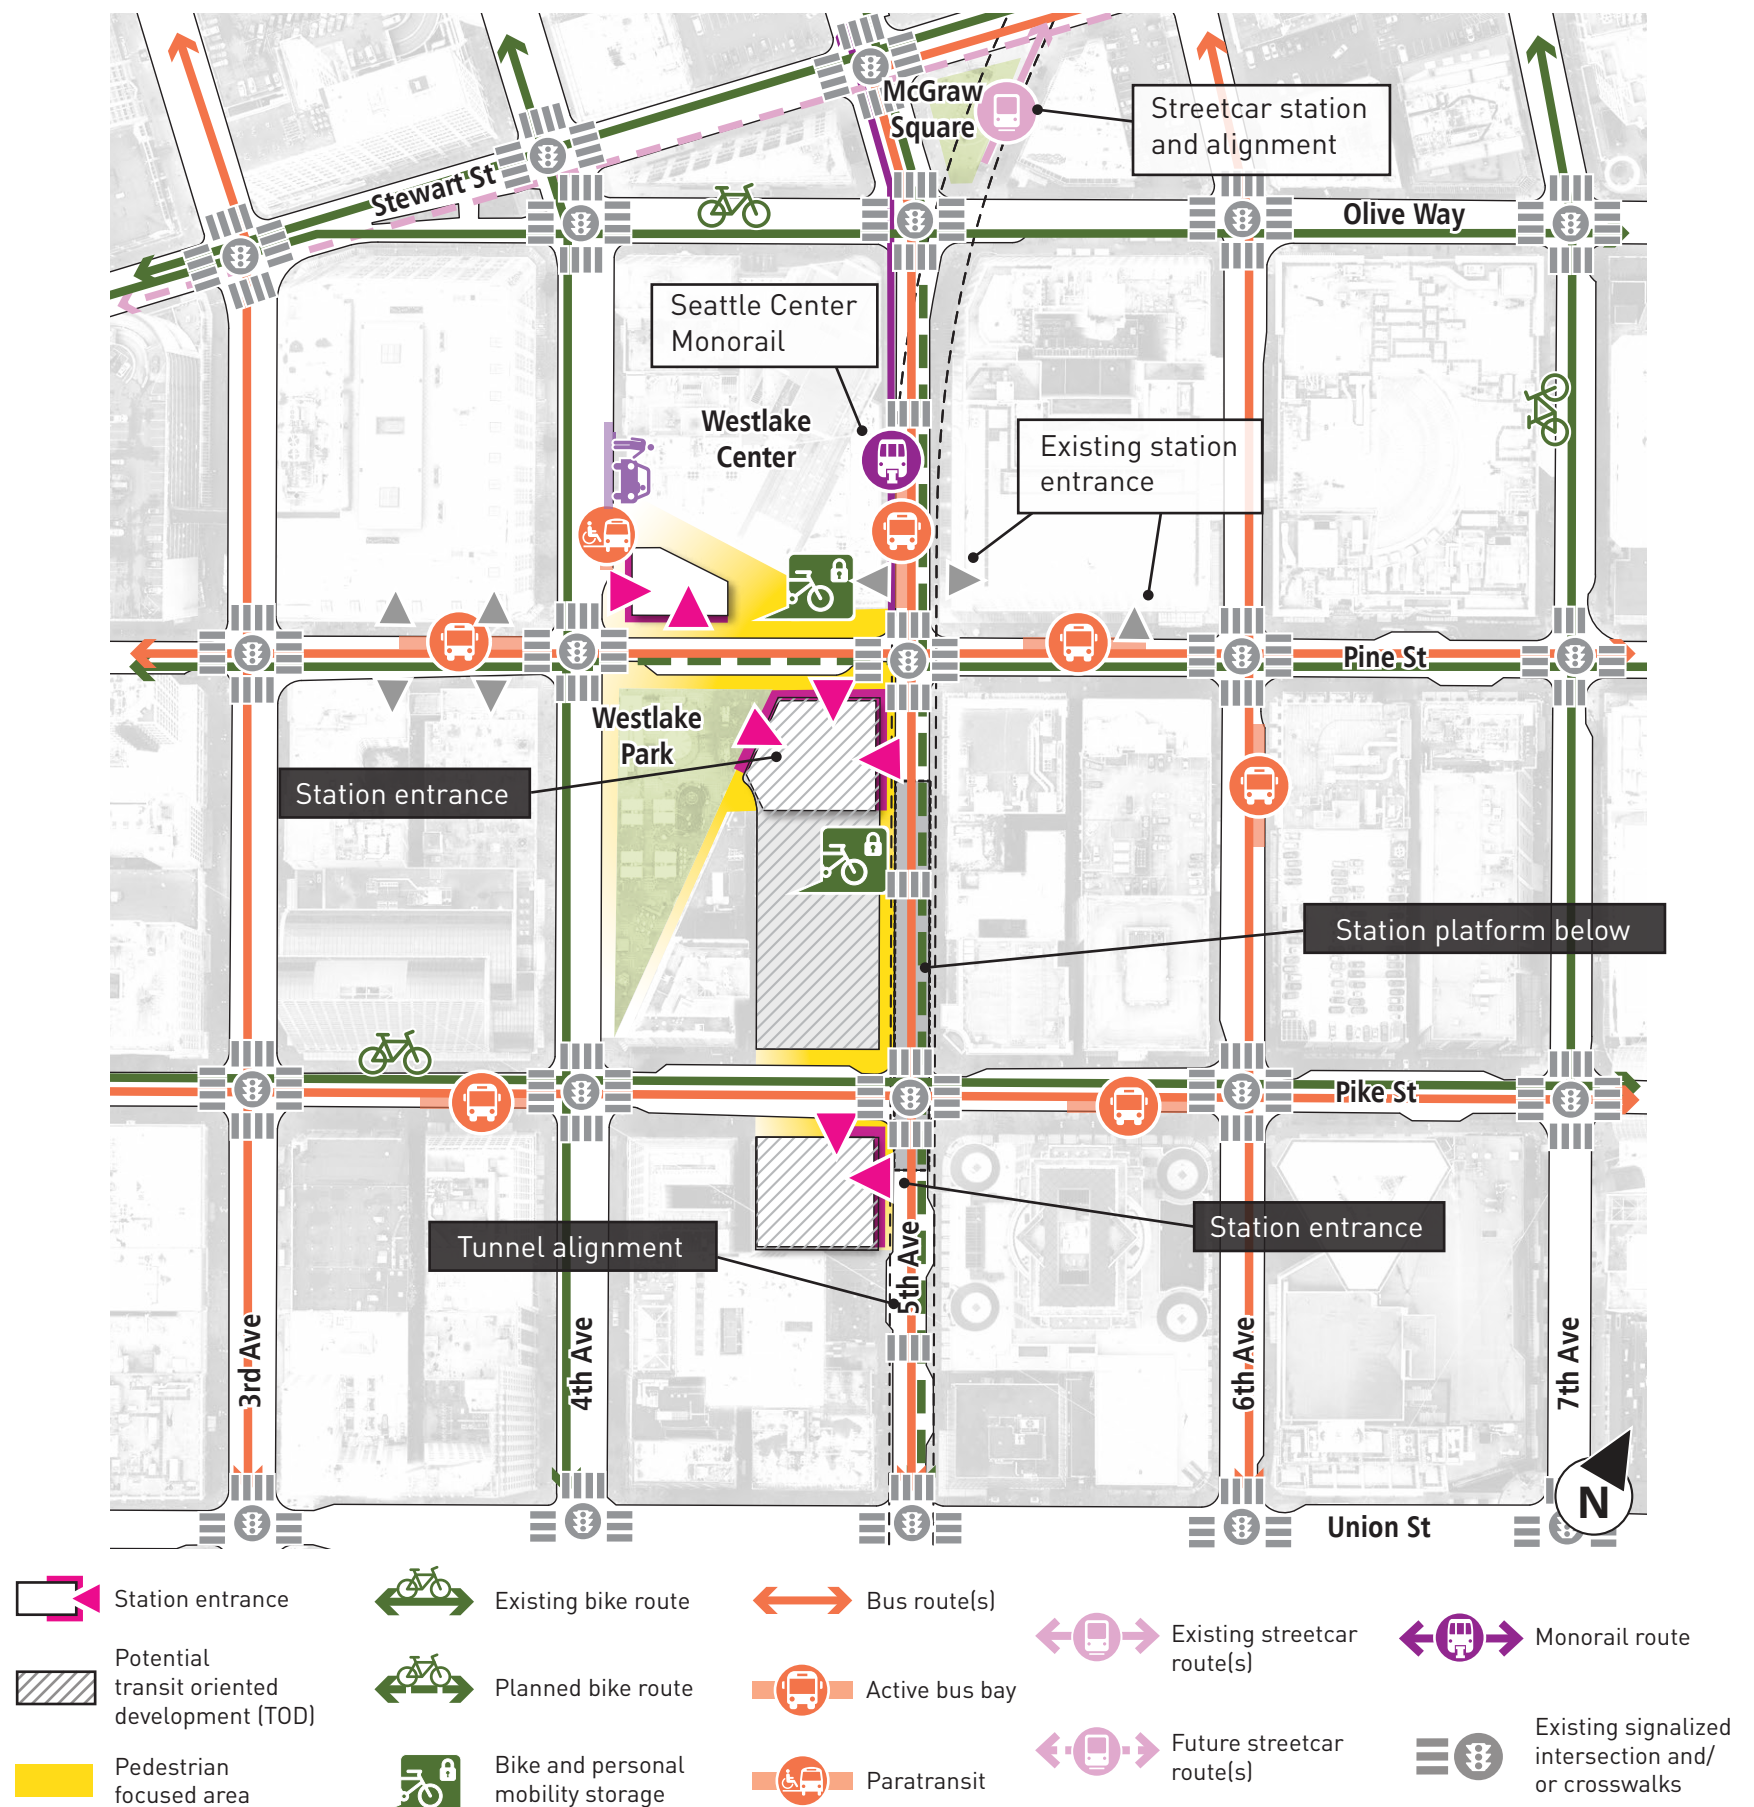 McGraw
Square
Streetcar station
and alignment
Stewart St
Olive Way
Seattle Center
Monorail
Westlake
Center
Existing station
entrance
Pine St
Westlake
Park
Station entrance
Station platform below
Pike St
Station entrance
Tunnel alignment
5th Ave
3rd Ave
4th Ave
6th Ave
7th Ave
N
Union St
Station entrance
Potential
transit oriented
development (TOD)
Pedestrian
focused area
Existing bike route
Planned bike route
Bike and personal
mobility storage
Bus route(s)
Active bus bay
Paratransit
Existing streetcar
route(s)
Future streetcar
route(s)
Monorail route
Existing signalized
intersection and/
or crosswalks